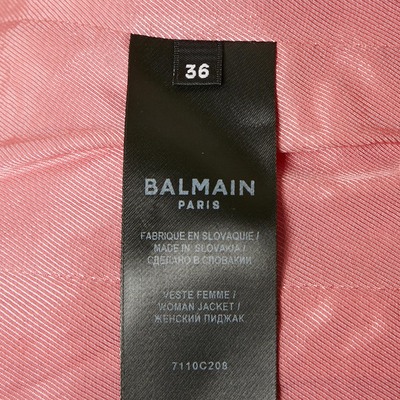 36
BALMAIN
PARIS
FABRIQUE EN SLOVAQUIE /
MADE IN SLOVAKIA /
СДЕЛАНО В СЛОВАКИИ
VESTE FEMME /
WOMAN JACKET /
ЖЕНСКИЙ ПИДЖАК
7110C208